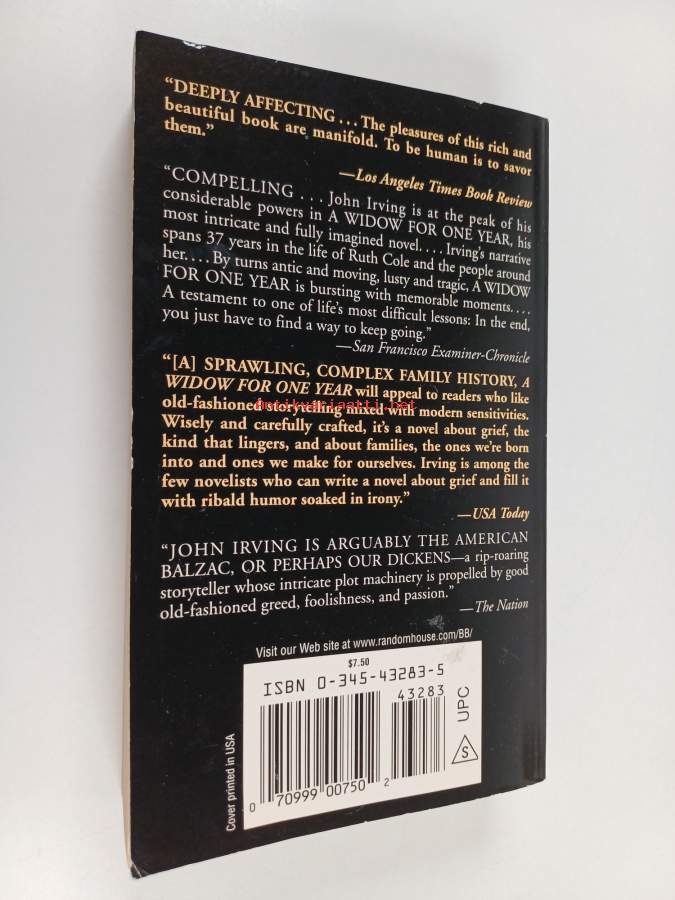 “DEEPLY AFFECTING . . . The pleasures of this rich and
beautiful book are manifold. To be human is to savor
them.”
—Los Angeles Times Book Review
“COMPELLING . . . John Irving is at the peak of his
considerable powers in A WIDOW FOR ONE YEAR, his
most intricate and fully imagined novel. . . . Irving's narrative
spans 37 years in the life of Ruth Cole and the people around
her. . . . By turns antic and moving, lusty and tragic, A WIDOW
FOR ONE YEAR is bursting with memorable moments. . . .
A testament to one of life's most difficult lessons: In the end,
you just have to find a way to keep going.”
—San Francisco Examiner-Chronicle
“[A] SPRAWLING, COMPLEX FAMILY HISTORY, A
WIDOW FOR ONE YEAR will appeal to readers who like
old-fashioned storytelling mixed with modern sensitivities.
antikvariaatti.net
Wisely and carefully crafted, it's a novel about grief, the
kind that lingers, and about families, the ones we're born
into and ones we make for ourselves. Irving is among the
few novelists who can write a novel about grief and fill it
with ribald humor soaked in irony.”
—USA Today
“JOHN IRVING IS ARGUABLY THE AMERICAN
BALZAC, OR PERHAPS OUR DICKENS—a rip-roaring
storyteller whose intricate plot machinery is propelled by good
old-fashioned greed, foolishness, and passion.”
—The Nation
Visit our Web site at www.randomhouse.com/BB/
$7.50
ISBN 0-345-43283-5
43283
UPC
S
0 70999 00750 2
Cover printed in USA